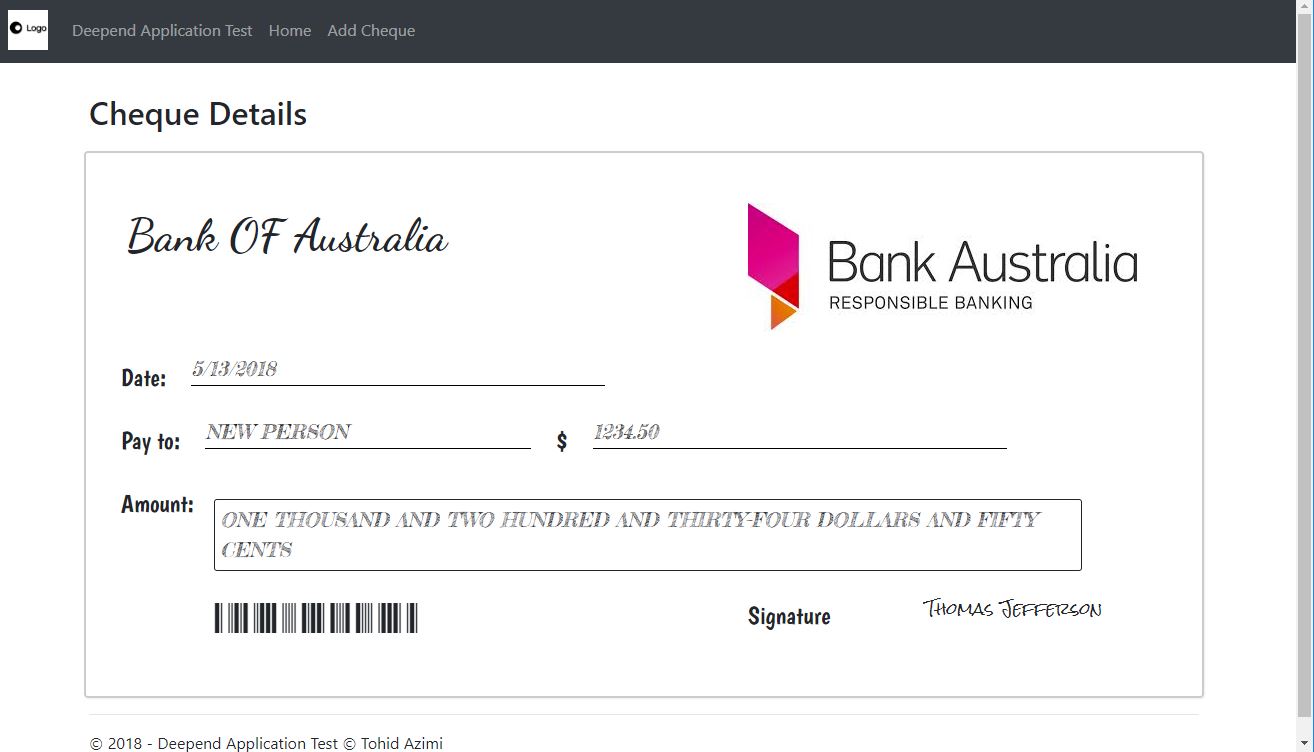 Logo Deepend Application Test Home Add Cheque
Cheque Details
Bank OF Australia
Bank Australia
RESPONSIBLE BANKING
Date: 5/13/2018
Pay to: NEW PERSON $ 1234.50
Amount: ONE THOUSAND AND TWO HUNDRED AND THIRTY-FOUR DOLLARS AND FIFTY
CENTS
Signature Thomas Jefferson
© 2018 - Deepend Application Test © Tohid Azimi